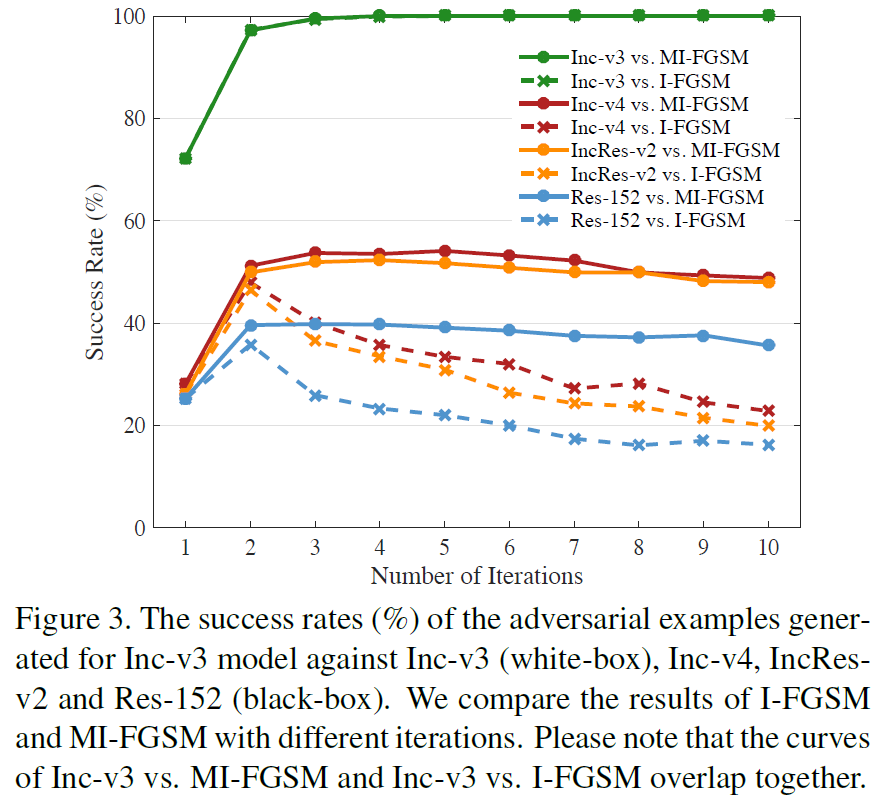 100
80
60
40
20
0
Success Rate (%)
Inc-v3 vs. MI-FGSM
Inc-v3 vs. I-FGSM
Inc-v4 vs. MI-FGSM
Inc-v4 vs. I-FGSM
IncRes-v2 vs. MI-FGSM
IncRes-v2 vs. I-FGSM
Res-152 vs. MI-FGSM
Res-152 vs. I-FGSM
1 2 3 4 5 6 7 8 9 10
Number of Iterations
Figure 3. The success rates (%) of the adversarial examples gener-
ated for Inc-v3 model against Inc-v3 (white-box), Inc-v4, IncRes-
v2 and Res-152 (black-box). We compare the results of I-FGSM
and MI-FGSM with different iterations. Please note that the curves
of Inc-v3 vs. MI-FGSM and Inc-v3 vs. I-FGSM overlap together.